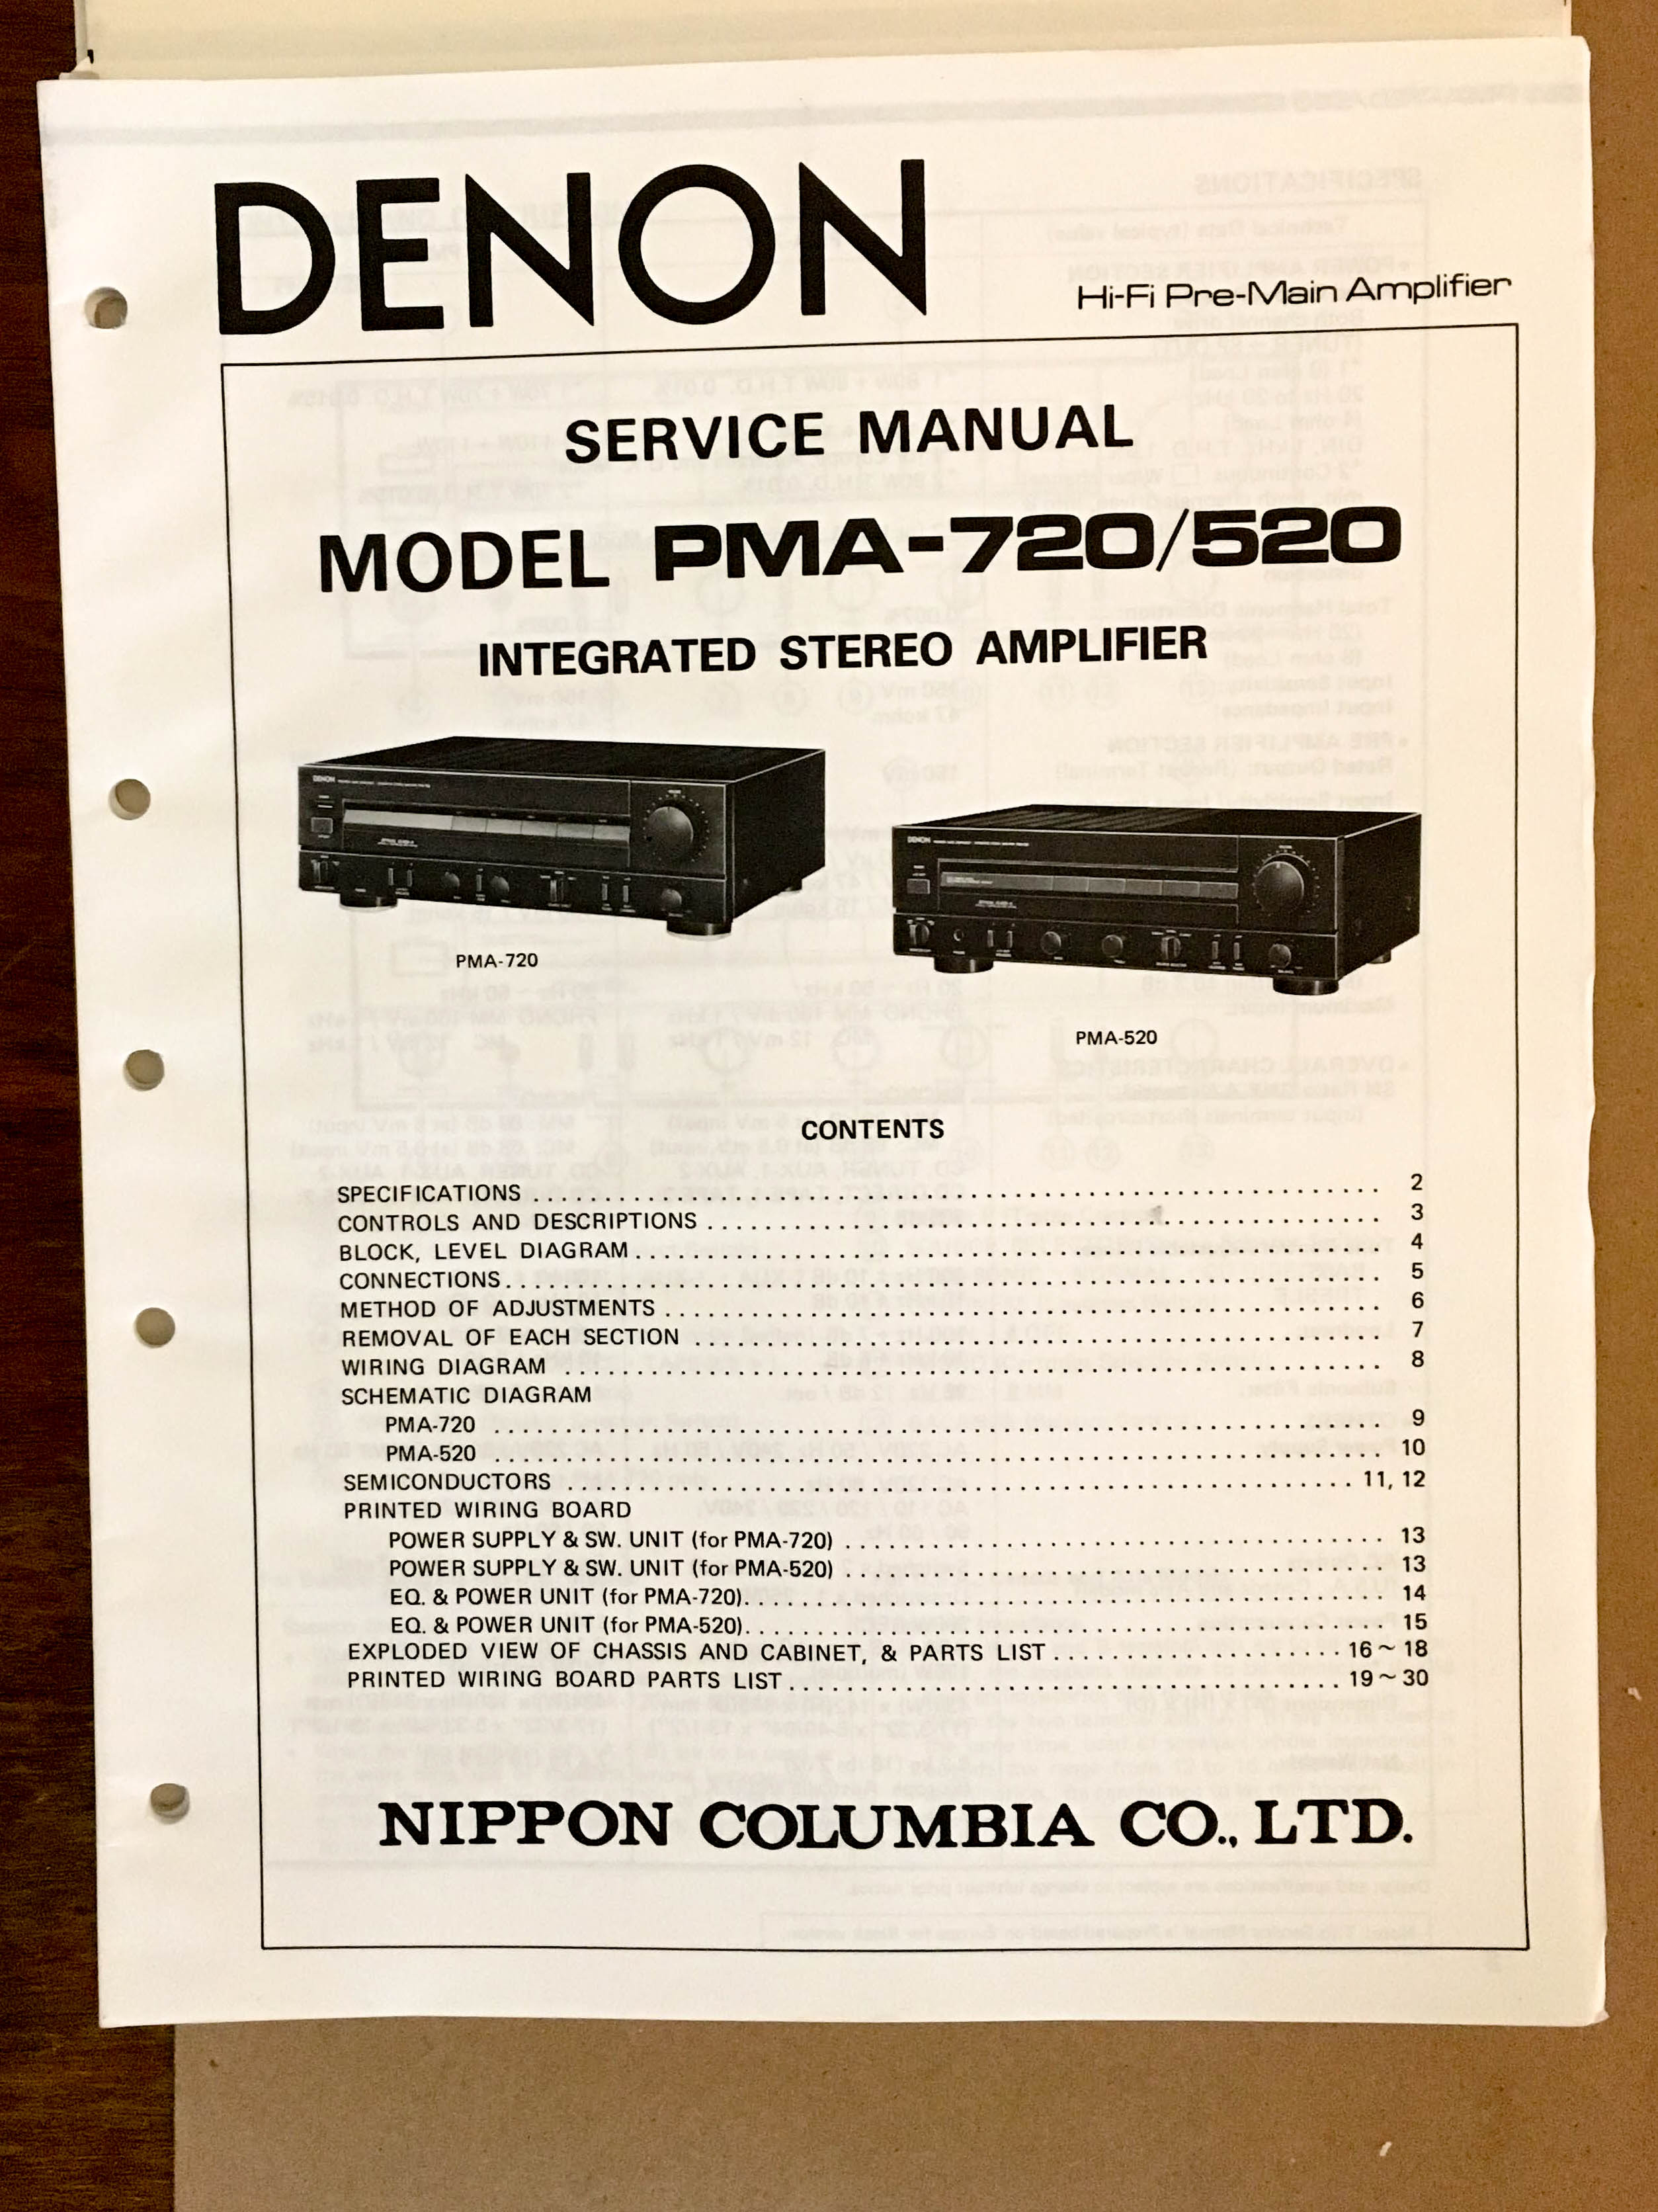 DENON
Hi-Fi Pre-Main Amplifier
SERVICE MANUAL
MODEL PMA-720/520
INTEGRATED STEREO AMPLIFIER
DENON
DENON
PMA-720
PMA-520
CONTENTS
SPECIFICATIONS 2
CONTROLS AND DESCRIPTIONS 3
BLOCK, LEVEL DIAGRAM 4
CONNECTIONS 5
METHOD OF ADJUSTMENTS 6
REMOVAL OF EACH SECTION 7
WIRING DIAGRAM 8
SCHEMATIC DIAGRAM
PMA-720 9
PMA-520 10
SEMICONDUCTORS 11, 12
PRINTED WIRING BOARD
POWER SUPPLY & SW. UNIT (for PMA-720) 13
POWER SUPPLY & SW. UNIT (for PMA-520) 13
EQ. & POWER UNIT (for PMA-720) 14
EQ. & POWER UNIT (for PMA-520) 15
EXPLODED VIEW OF CHASSIS AND CABINET, & PARTS LIST 16 ~ 18
PRINTED WIRING BOARD PARTS LIST 19 ~ 30
NIPPON COLUMBIA CO., LTD.